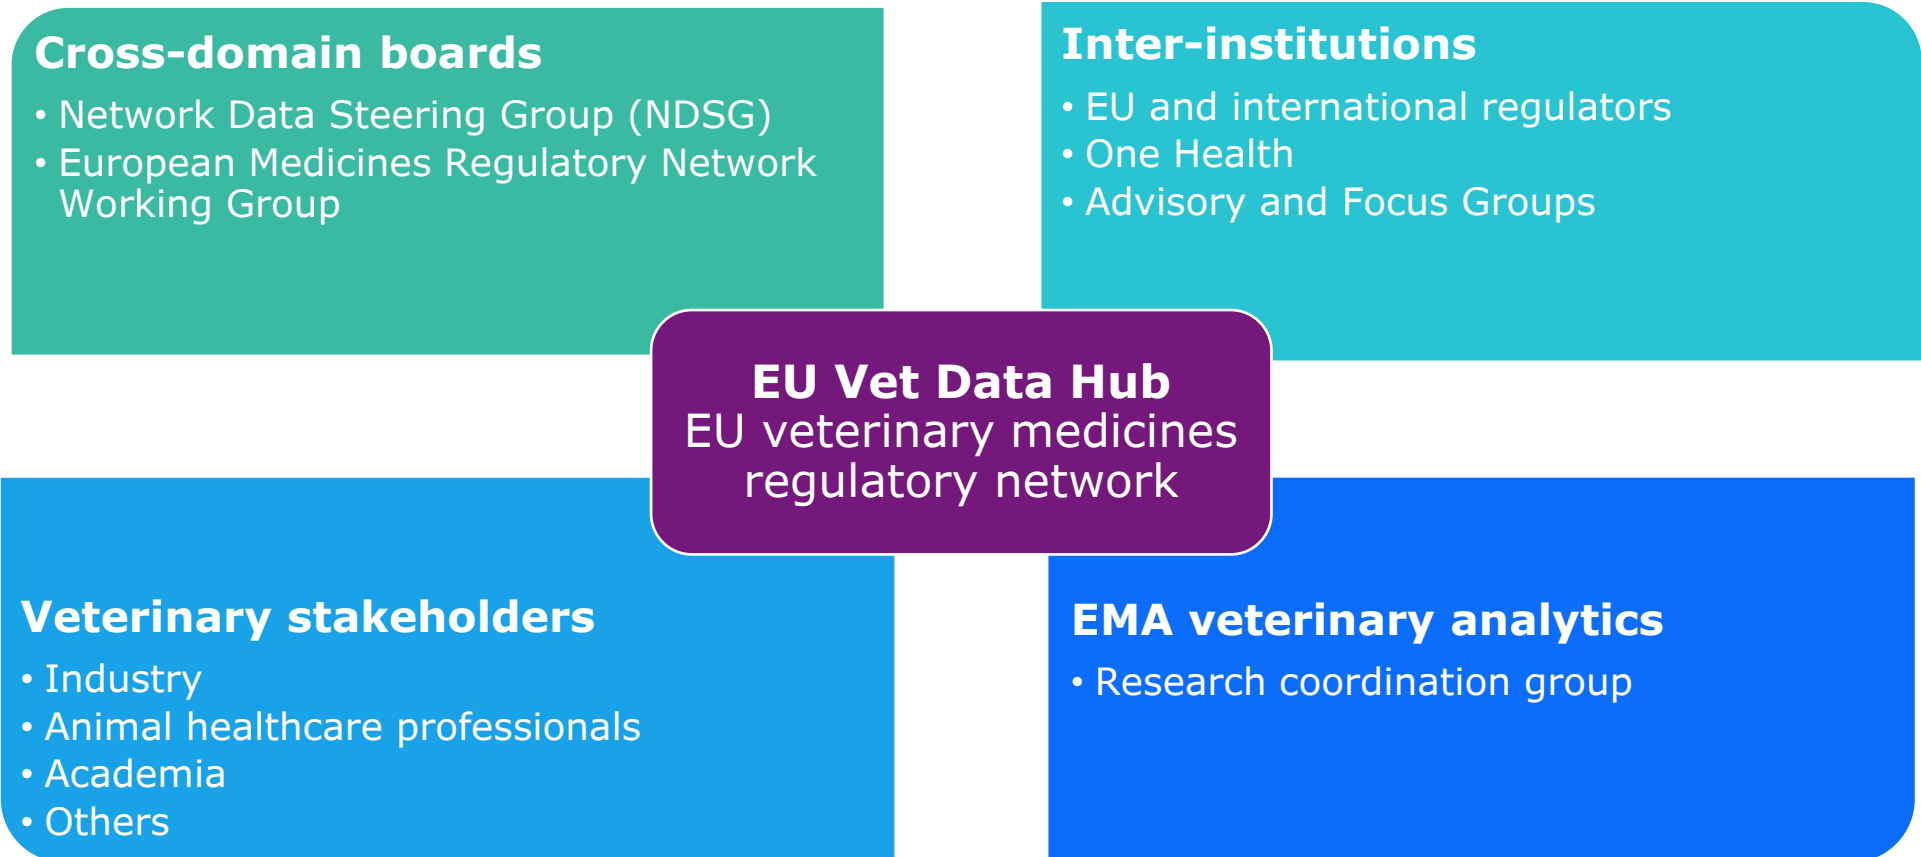 Cross-domain boards
• Network Data Steering Group (NDSG)
• European Medicines Regulatory Network
Working Group
Inter-institutions
• EU and international regulators
• One Health
• Advisory and Focus Groups
EU Vet Data Hub
EU veterinary medicines
regulatory network
Veterinary stakeholders
• Industry
• Animal healthcare professionals
• Academia
• Others
EMA veterinary analytics
• Research coordination group